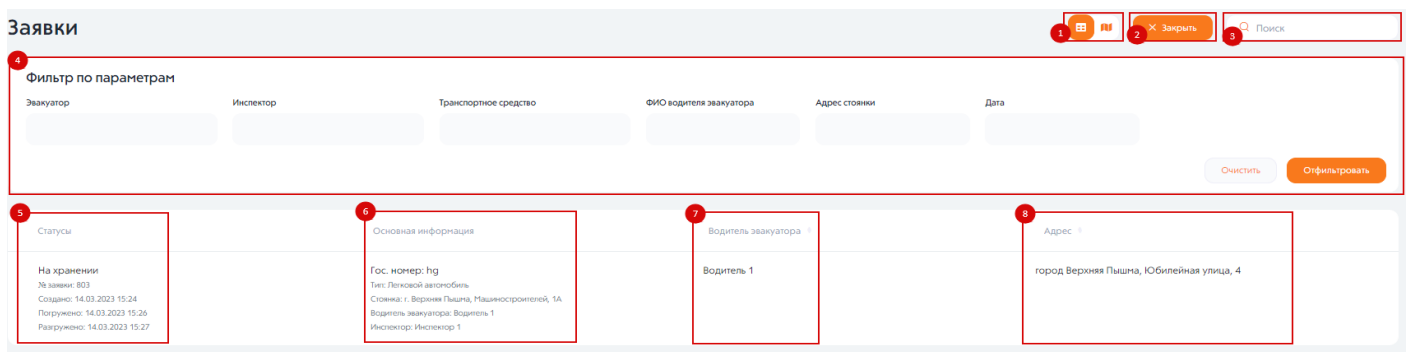 Заявки
1
2
✕ Закрыть
3
Поиск
4
Фильтр по параметрам
Эвакуатор
Инспектор
Транспортное средство
ФИО водителя эвакуатора
Адрес стоянки
Дата
Очистить
Отфильтровать
5
Статусы
6
Основная информация
7
Водитель эвакуатора
8
Адрес
На хранении
№ заявки: 803
Создано: 14.03.2023 15:24
Погружено: 14.03.2023 15:26
Разгружено: 14.03.2023 15:27
Гос. номер: hg
Тип: Легковой автомобиль
Стоянка: г. Верхняя Пышма, Машиностроителей, 1А
Водитель эвакуатора: Водитель 1
Инспектор: Инспектор 1
Водитель 1
город Верхняя Пышма, Юбилейная улица, 4